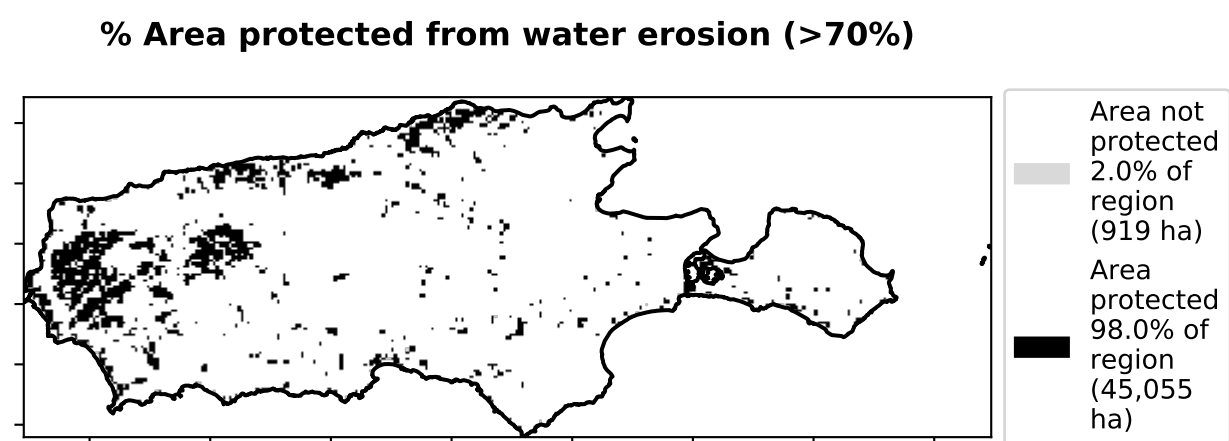 % Area protected from water erosion (>70%)
Area not
protected
2.0% of
region
(919 ha)
Area
protected
98.0% of
region
(45,055
ha)